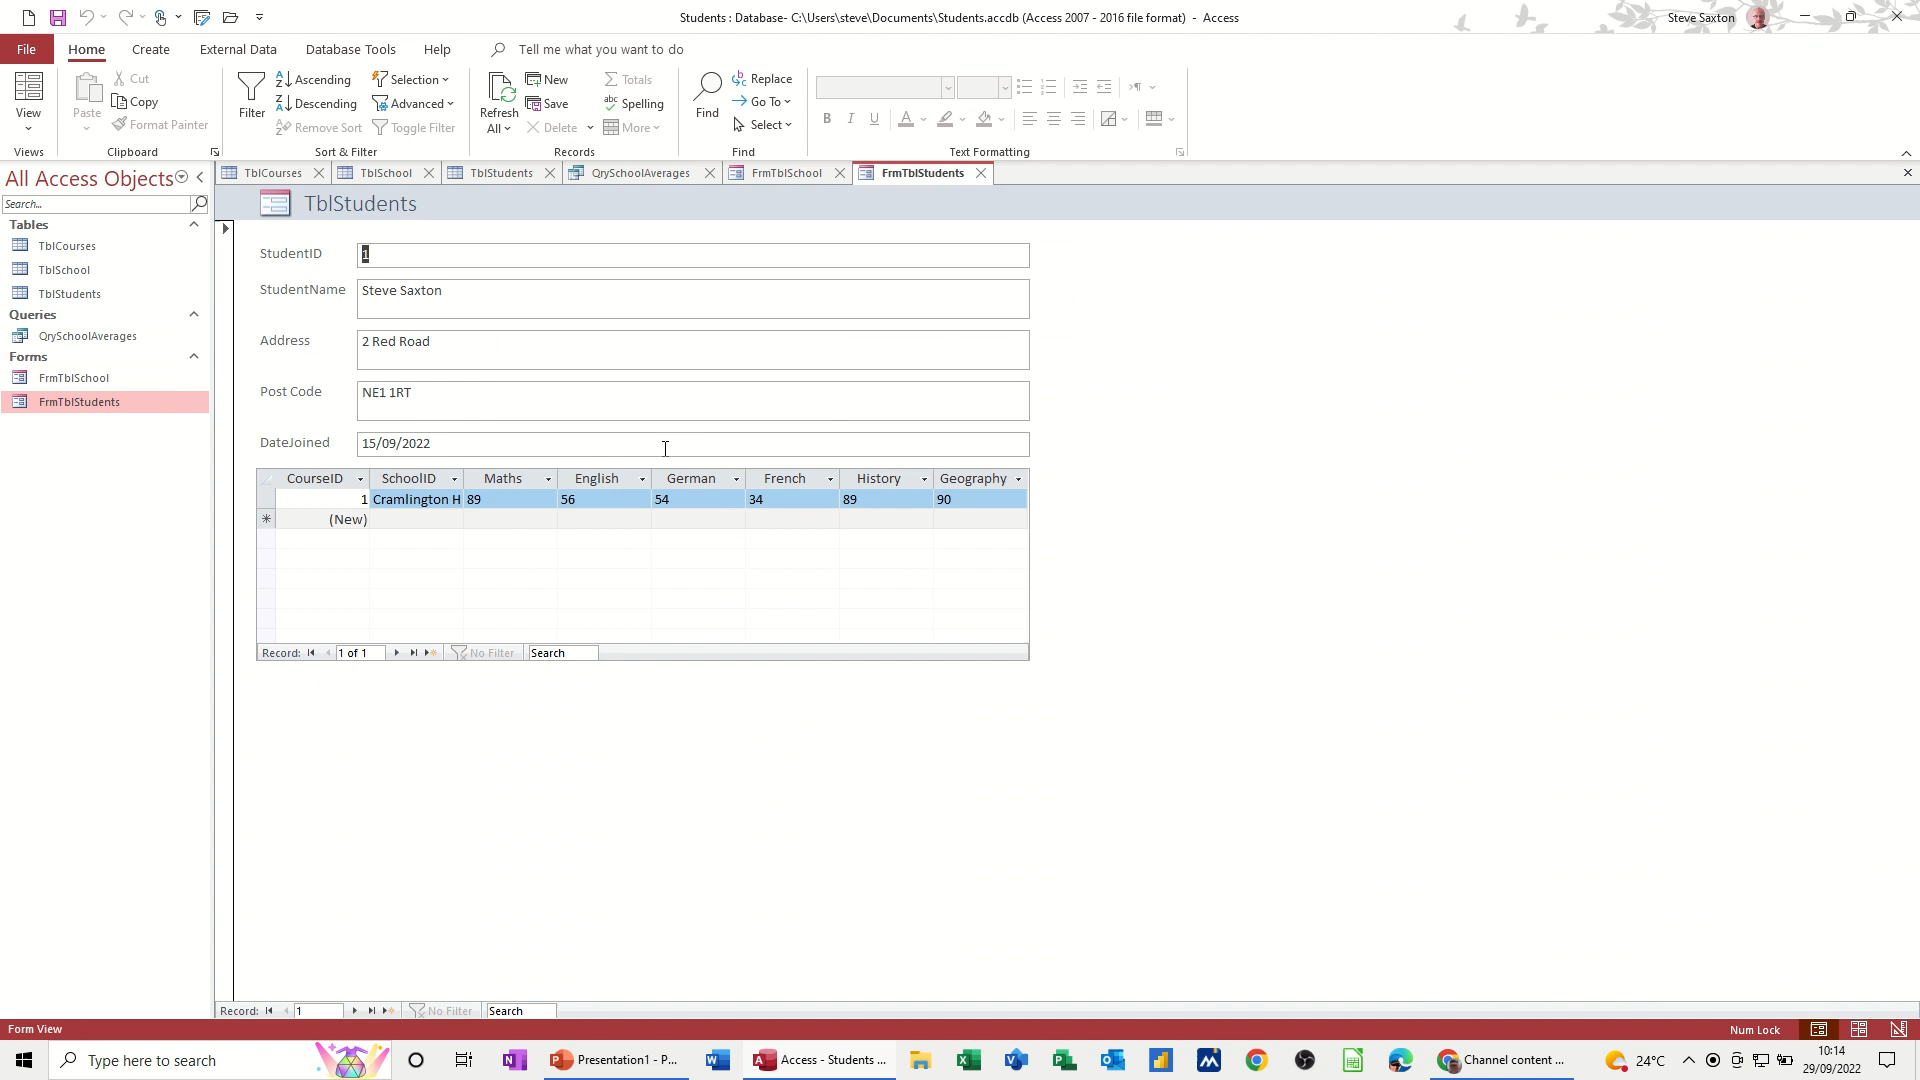 Students : Database- C:\Users\steve\Documents\Students.accdb (Access 2007 - 2016 file format) - Access
Steve Saxton
File Home Create External Data Database Tools Help Tell me what you want to do
View
Views
Paste
Cut
Copy
Format Painter
Clipboard
Filter
Ascending
Descending
Remove Sort
Selection
Advanced
Toggle Filter
Sort & Filter
Refresh
All
New
Save
Delete
Totals
Spelling
More
Records
Find
Replace
Go To
Select
Find
Text Formatting
All Access Objects
Search...
Tables
TblCourses
TblSchool
TblStudents
Queries
QrySchoolAverages
Forms
FrmTblSchool
FrmTblStudents
TblCourses TblSchool TblStudents QrySchoolAverages FrmTblSchool FrmTblStudents
TblStudents
StudentID 1
StudentName Steve Saxton
Address 2 Red Road
Post Code NE1 1RT
DateJoined 15/09/2022
CourseID SchoolID Maths English German French History Geography
1 Cramlington H 89 56 54 34 89 90
(New)
Record: 1 of 1 No Filter Search
Record: 1 No Filter Search
Form View Num Lock
Type here to search
Presentation1 - P...
Access - Students ...
Channel content ...
24°C
10:14
29/09/2022